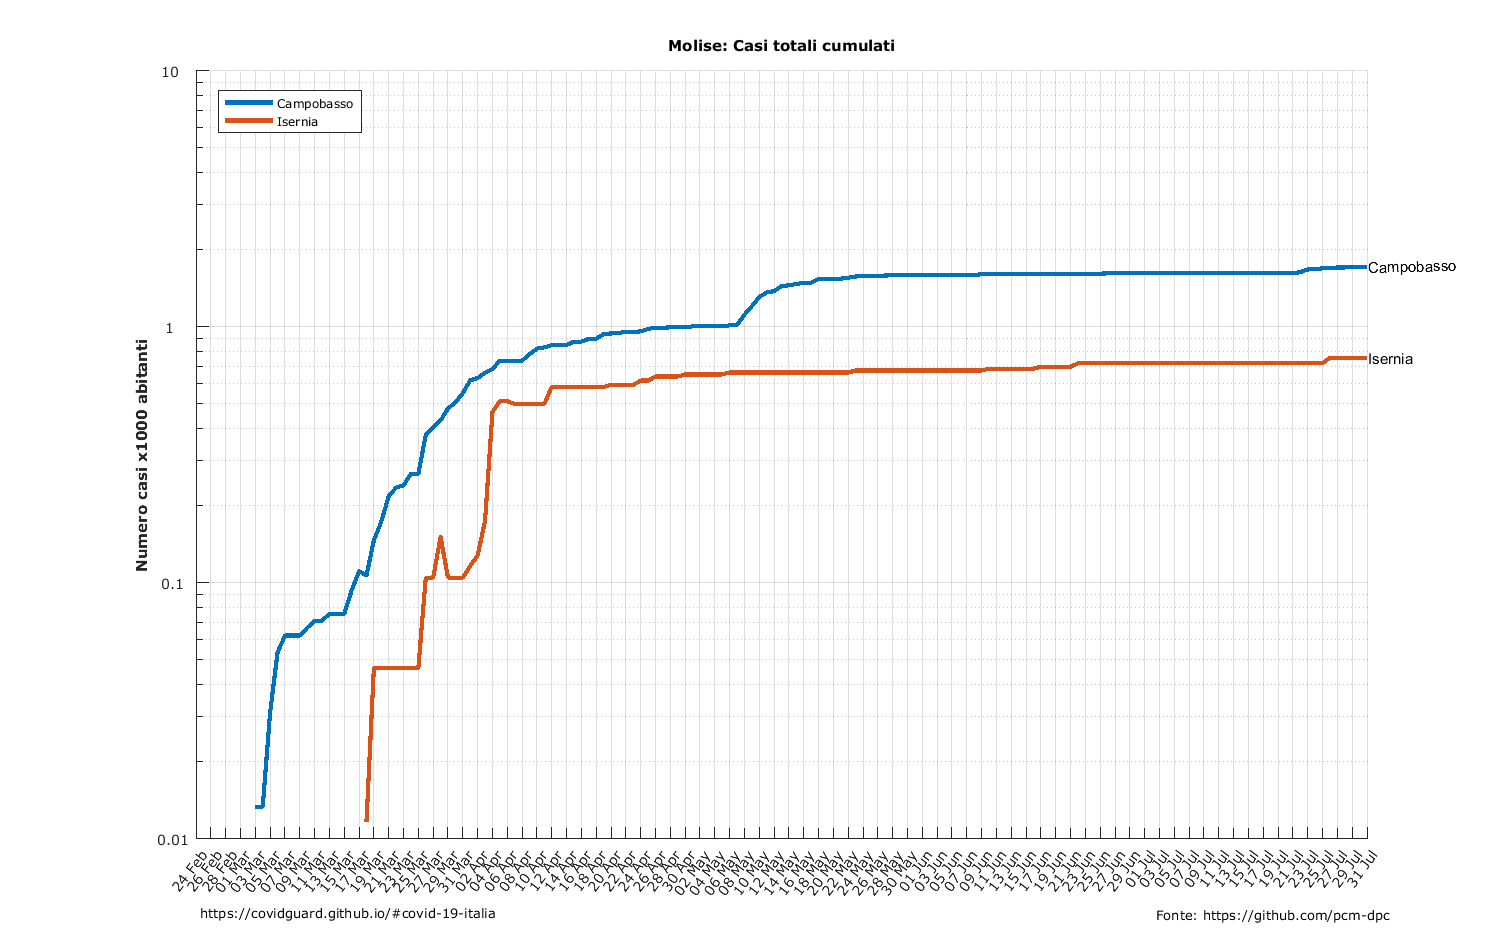 Molise: Casi totali cumulati
10
Campobasso
Isernia
Campobasso
1
Isernia
Numero casi x1000 abitanti
0.1
0.01
24 Feb
26 Feb
28 Feb
01 Mar
03 Mar
05 Mar
07 Mar
09 Mar
11 Mar
13 Mar
15 Mar
17 Mar
19 Mar
21 Mar
23 Mar
25 Mar
27 Mar
29 Mar
31 Mar
02 Apr
04 Apr
06 Apr
08 Apr
10 Apr
12 Apr
14 Apr
16 Apr
18 Apr
20 Apr
22 Apr
24 Apr
26 Apr
28 Apr
30 Apr
02 May
04 May
06 May
08 May
10 May
12 May
14 May
16 May
18 May
20 May
22 May
24 May
26 May
28 May
30 May
01 Jun
03 Jun
05 Jun
07 Jun
09 Jun
11 Jun
13 Jun
15 Jun
17 Jun
19 Jun
21 Jun
23 Jun
25 Jun
27 Jun
29 Jun
01 Jul
03 Jul
05 Jul
07 Jul
09 Jul
11 Jul
13 Jul
15 Jul
17 Jul
19 Jul
21 Jul
23 Jul
25 Jul
27 Jul
29 Jul
31 Jul
https://covidguard.github.io/#covid-19-italia
Fonte: https://github.com/pcm-dpc